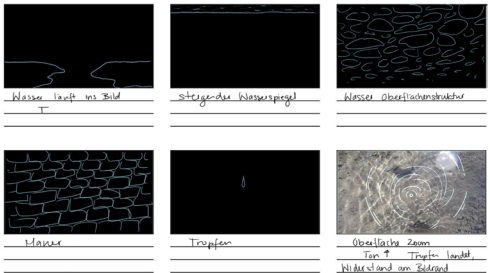 Wasser läuft ins Bild
T
steigender Wasserspiegel
Wasser Oberflächenstruktur
Mauer
Tropfen
Oberfläche Zoom
Ton ↑ Tropfen landet,
Widerstand am Bildrand